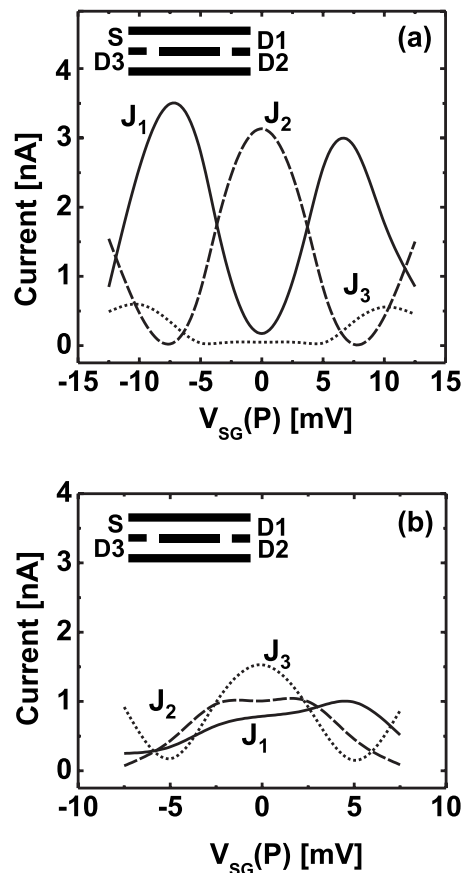 (a)
S D1
D3 D2
J1 J2 J3
Current [nA]
4
3
2
1
0
-15 -10 -5 0 5 10 15
VSG(P) [mV]
(b)
S D1
D3 D2
J3
J2
J1
Current [nA]
4
3
2
1
0
-10 -5 0 5 10
VSG(P) [mV]